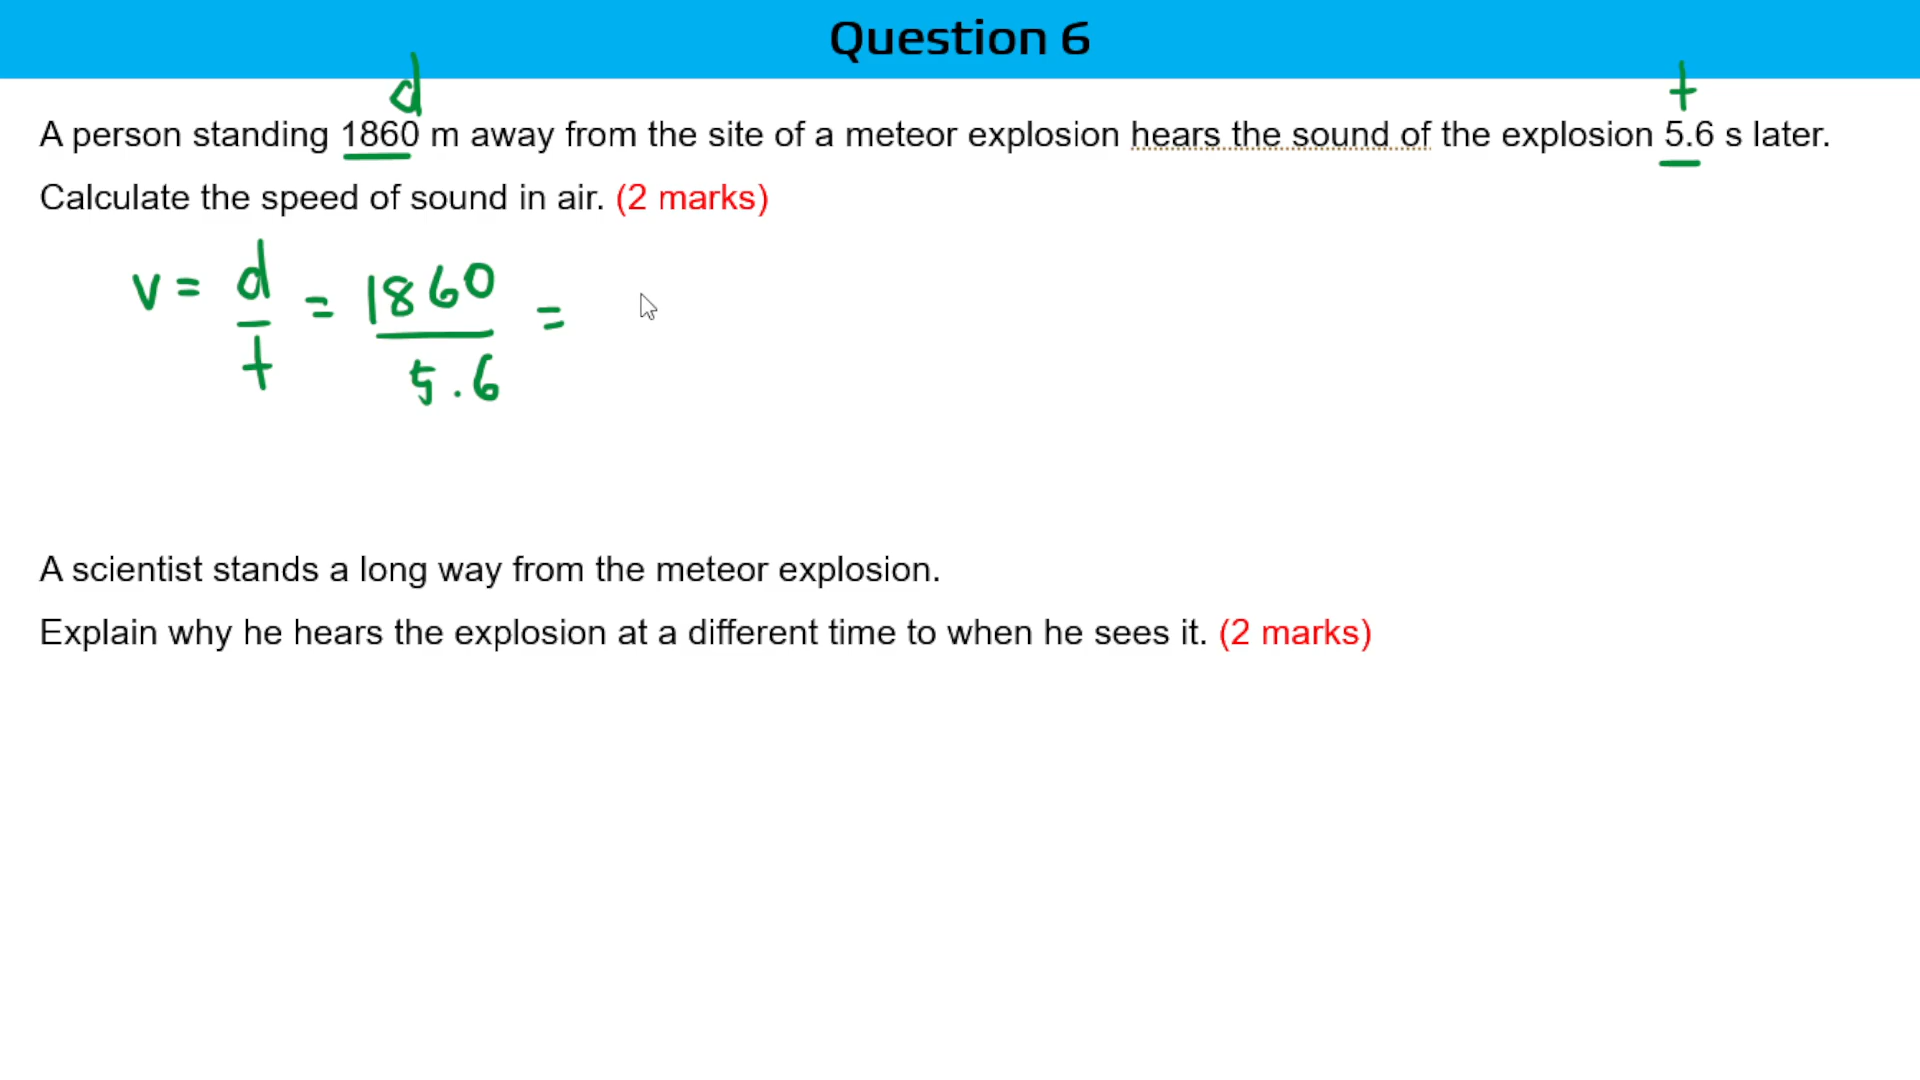 Question 6
d t
A person standing 1860 m away from the site of a meteor explosion hears the sound of the explosion 5.6 s later.
Calculate the speed of sound in air. (2 marks)
v = d/t = 1860/5.6 =
A scientist stands a long way from the meteor explosion.
Explain why he hears the explosion at a different time to when he sees it. (2 marks)